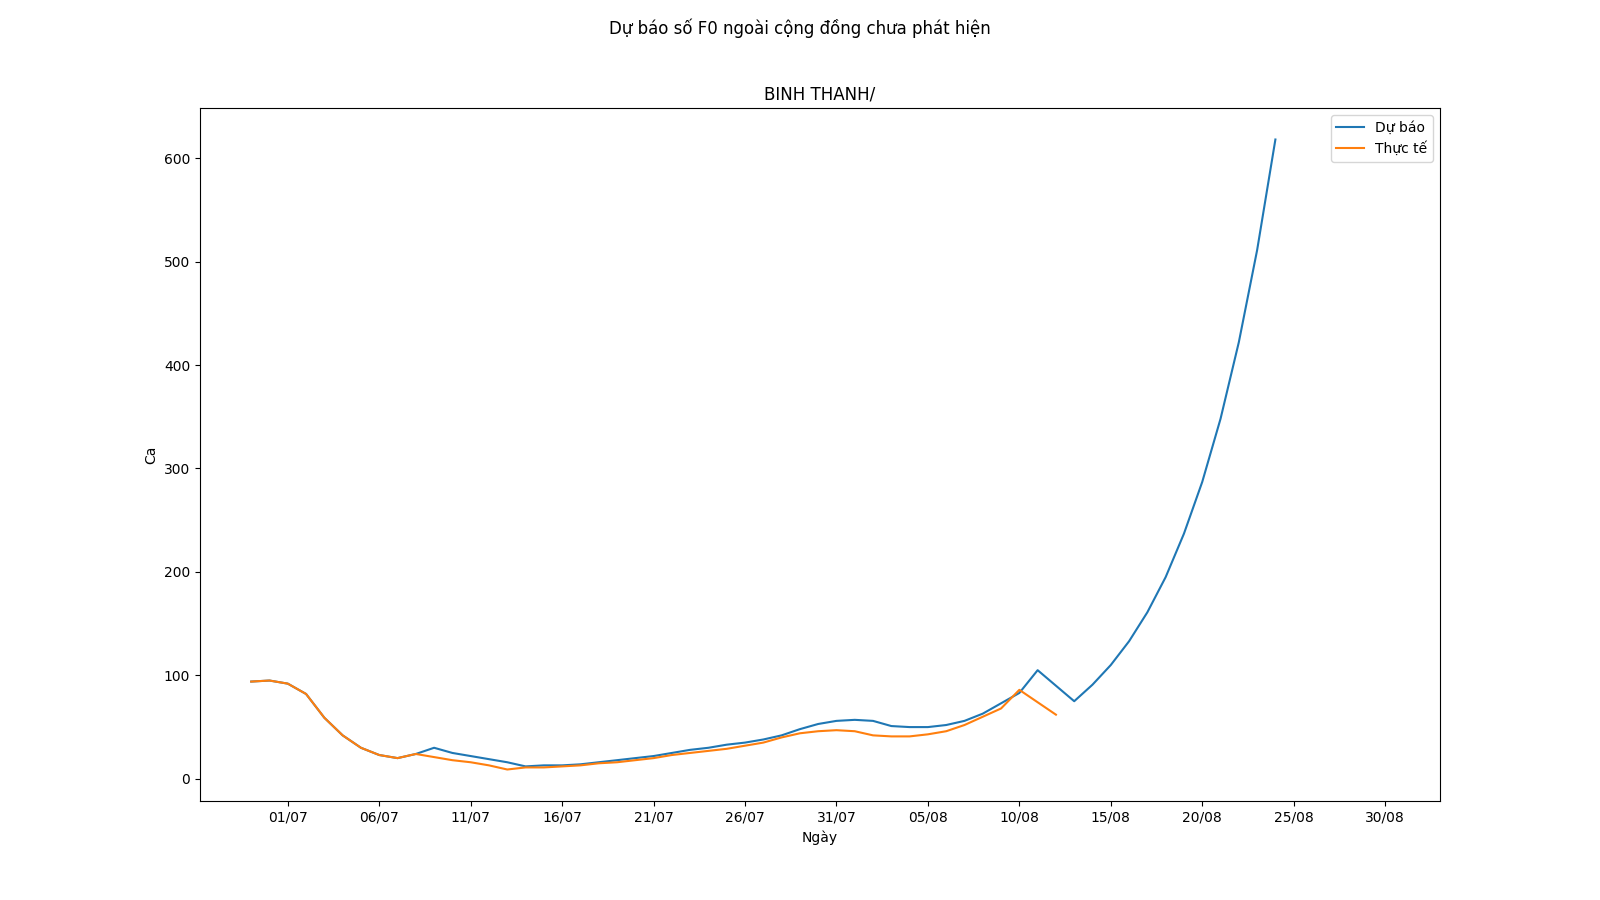 Dự báo số F0 ngoài cộng đồng chưa phát hiện
BINH THANH/
Dự báo
Thực tế
600
500
400
300
200
100
0
Ca
01/07 06/07 11/07 16/07 21/07 26/07 31/07 05/08 10/08 15/08 20/08 25/08 30/08
Ngày